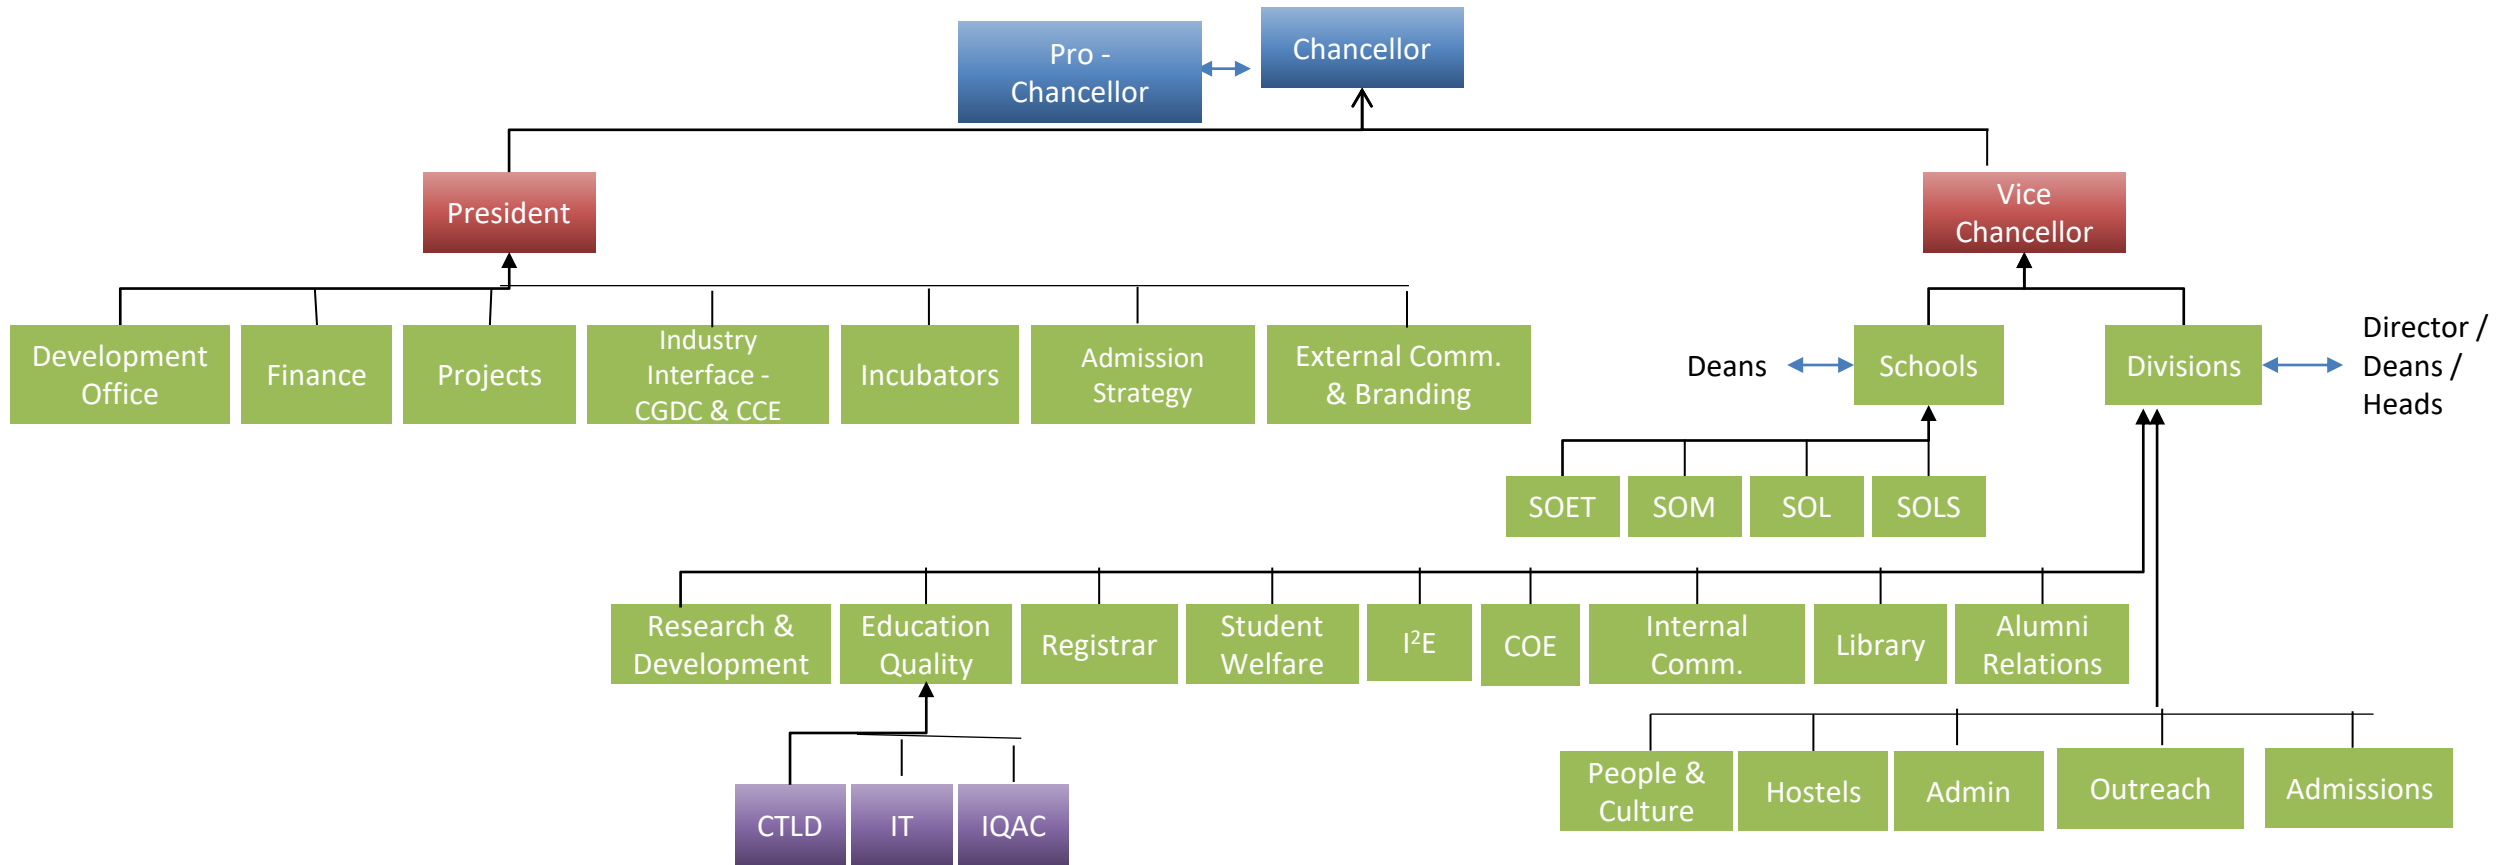 Pro -
Chancellor
Chancellor
President
Vice
Chancellor
Development
Office
Finance
Projects
Industry
Interface -
CGDC & CCE
Incubators
Admission
Strategy
External Comm.
& Branding
Deans
Schools
Divisions
Director /
Deans /
Heads
SOET
SOM
SOL
SOLS
Research &
Development
Education
Quality
Registrar
Student
Welfare
I²E
COE
Internal
Comm.
Library
Alumni
Relations
People &
Culture
Hostels
Admin
Outreach
Admissions
CTLD
IT
IQAC